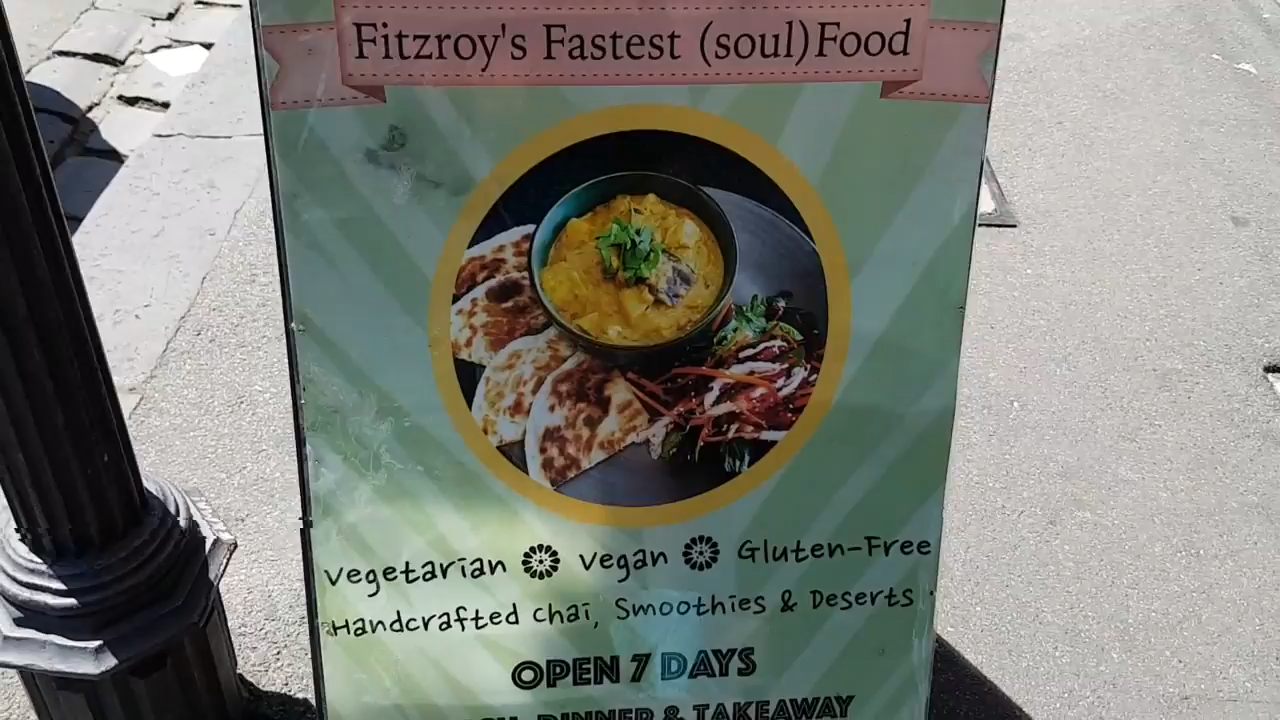 Fitzroy's Fastest (soul)Food
Vegetarian Vegan Gluten-Free
Handcrafted Chai, Smoothies & Deserts
OPEN 7 DAYS
DINNER & TAKEAWAY